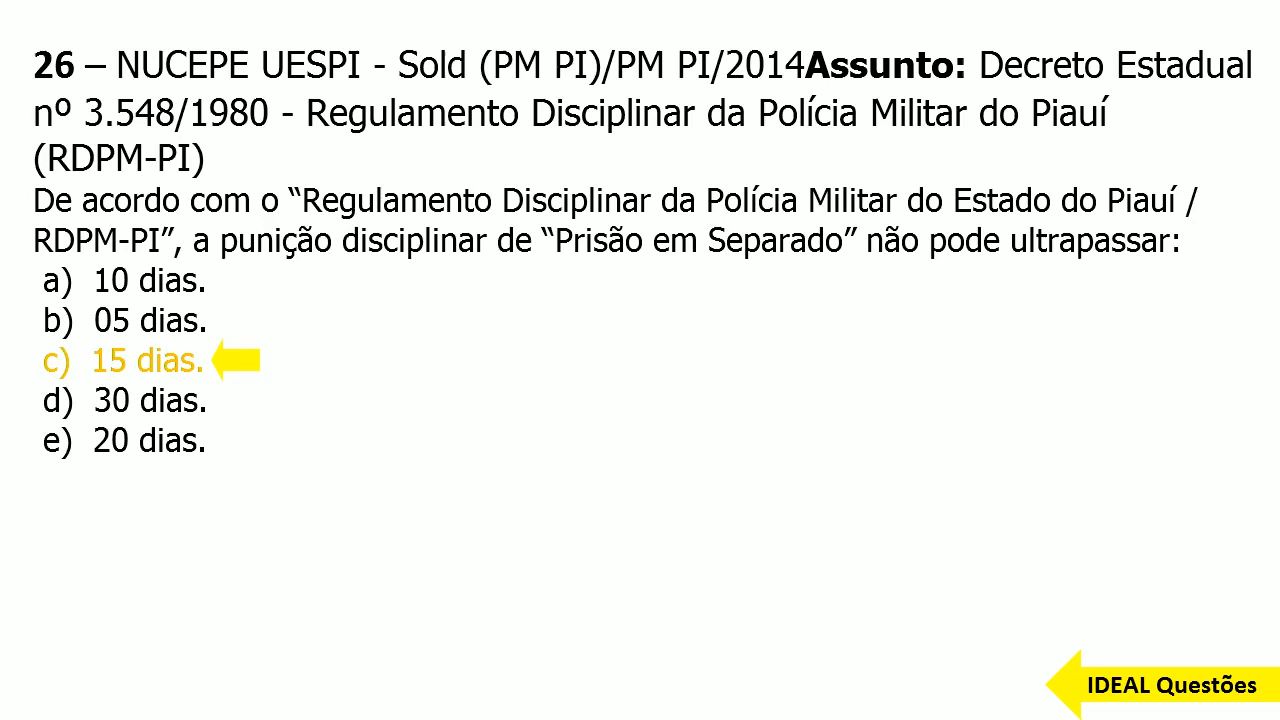 26 – NUCEPE UESPI - Sold (PM PI)/PM PI/2014Assunto: Decreto Estadual
nº 3.548/1980 - Regulamento Disciplinar da Polícia Militar do Piauí
(RDPM-PI)
De acordo com o “Regulamento Disciplinar da Polícia Militar do Estado do Piauí /
RDPM-PI”, a punição disciplinar de “Prisão em Separado” não pode ultrapassar:
a) 10 dias.
b) 05 dias.
c) 15 dias.
d) 30 dias.
e) 20 dias.
IDEAL Questões